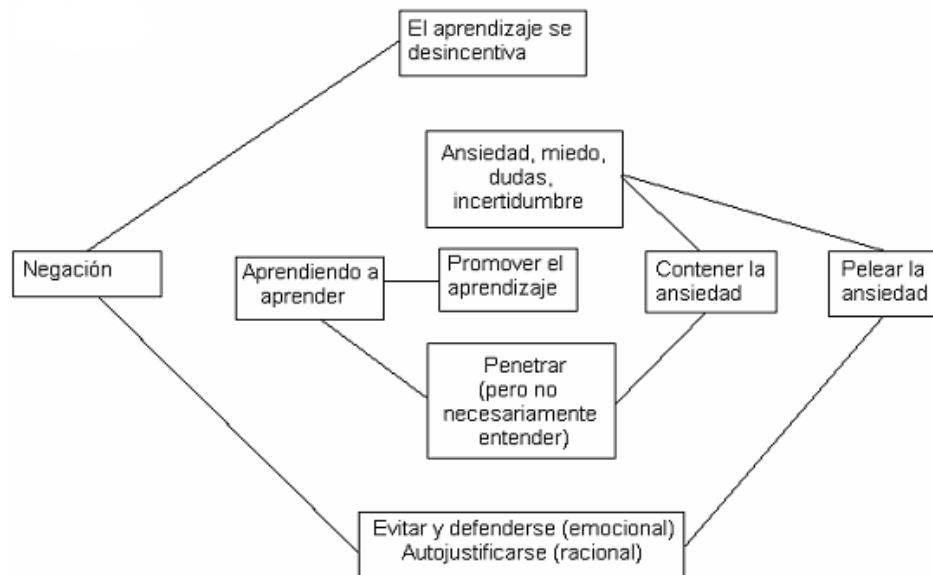 El aprendizaje se
desincentiva
Ansiedad, miedo,
dudas,
incertidumbre
Negación
Aprendiendo a
aprender
Promover el
aprendizaje
Contener la
ansiedad
Pelear la
ansiedad
Penetrar
(pero no
necesariamente
entender)
Evitar y defenderse (emocional)
Autojustificarse (racional)